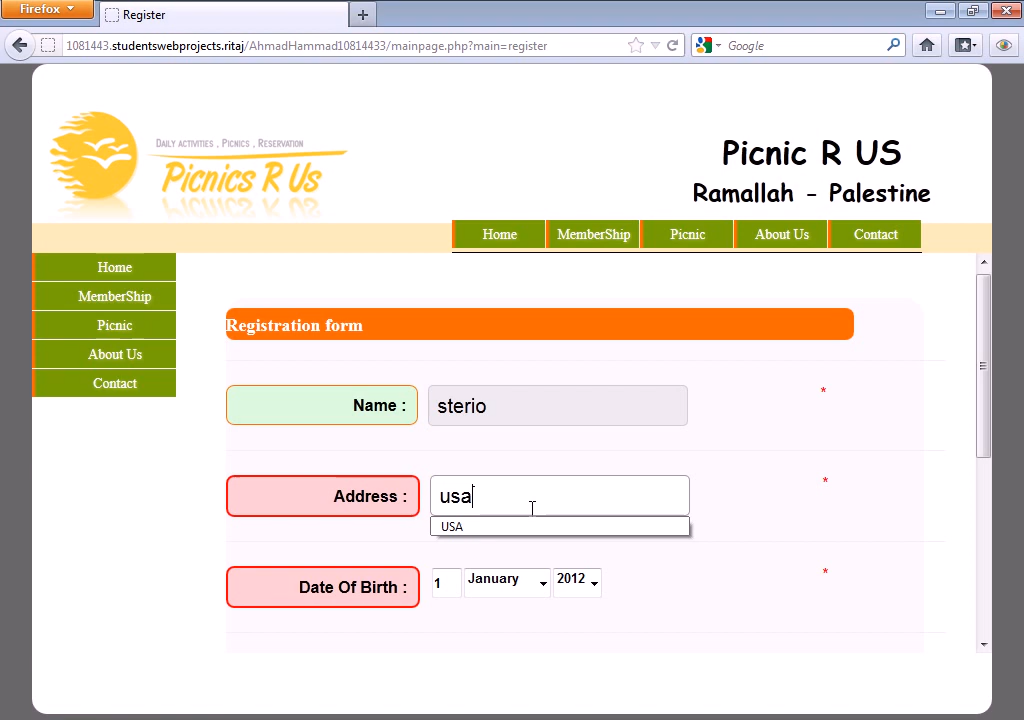 Firefox
Register
1081443.studentswebprojects.ritaj/AhmadHammad10814433/mainpage.php?main=register
Google
DAILY ACTIVITIES , PICNICS , RESERVATION
Picnics R Us
Picnic R US
Ramallah - Palestine
Home MemberShip Picnic About Us Contact
Home
MemberShip
Picnic
About Us
Contact
Registration form
Name : sterio *
Address : usa *
USA
Date Of Birth : 1 January 2012 *